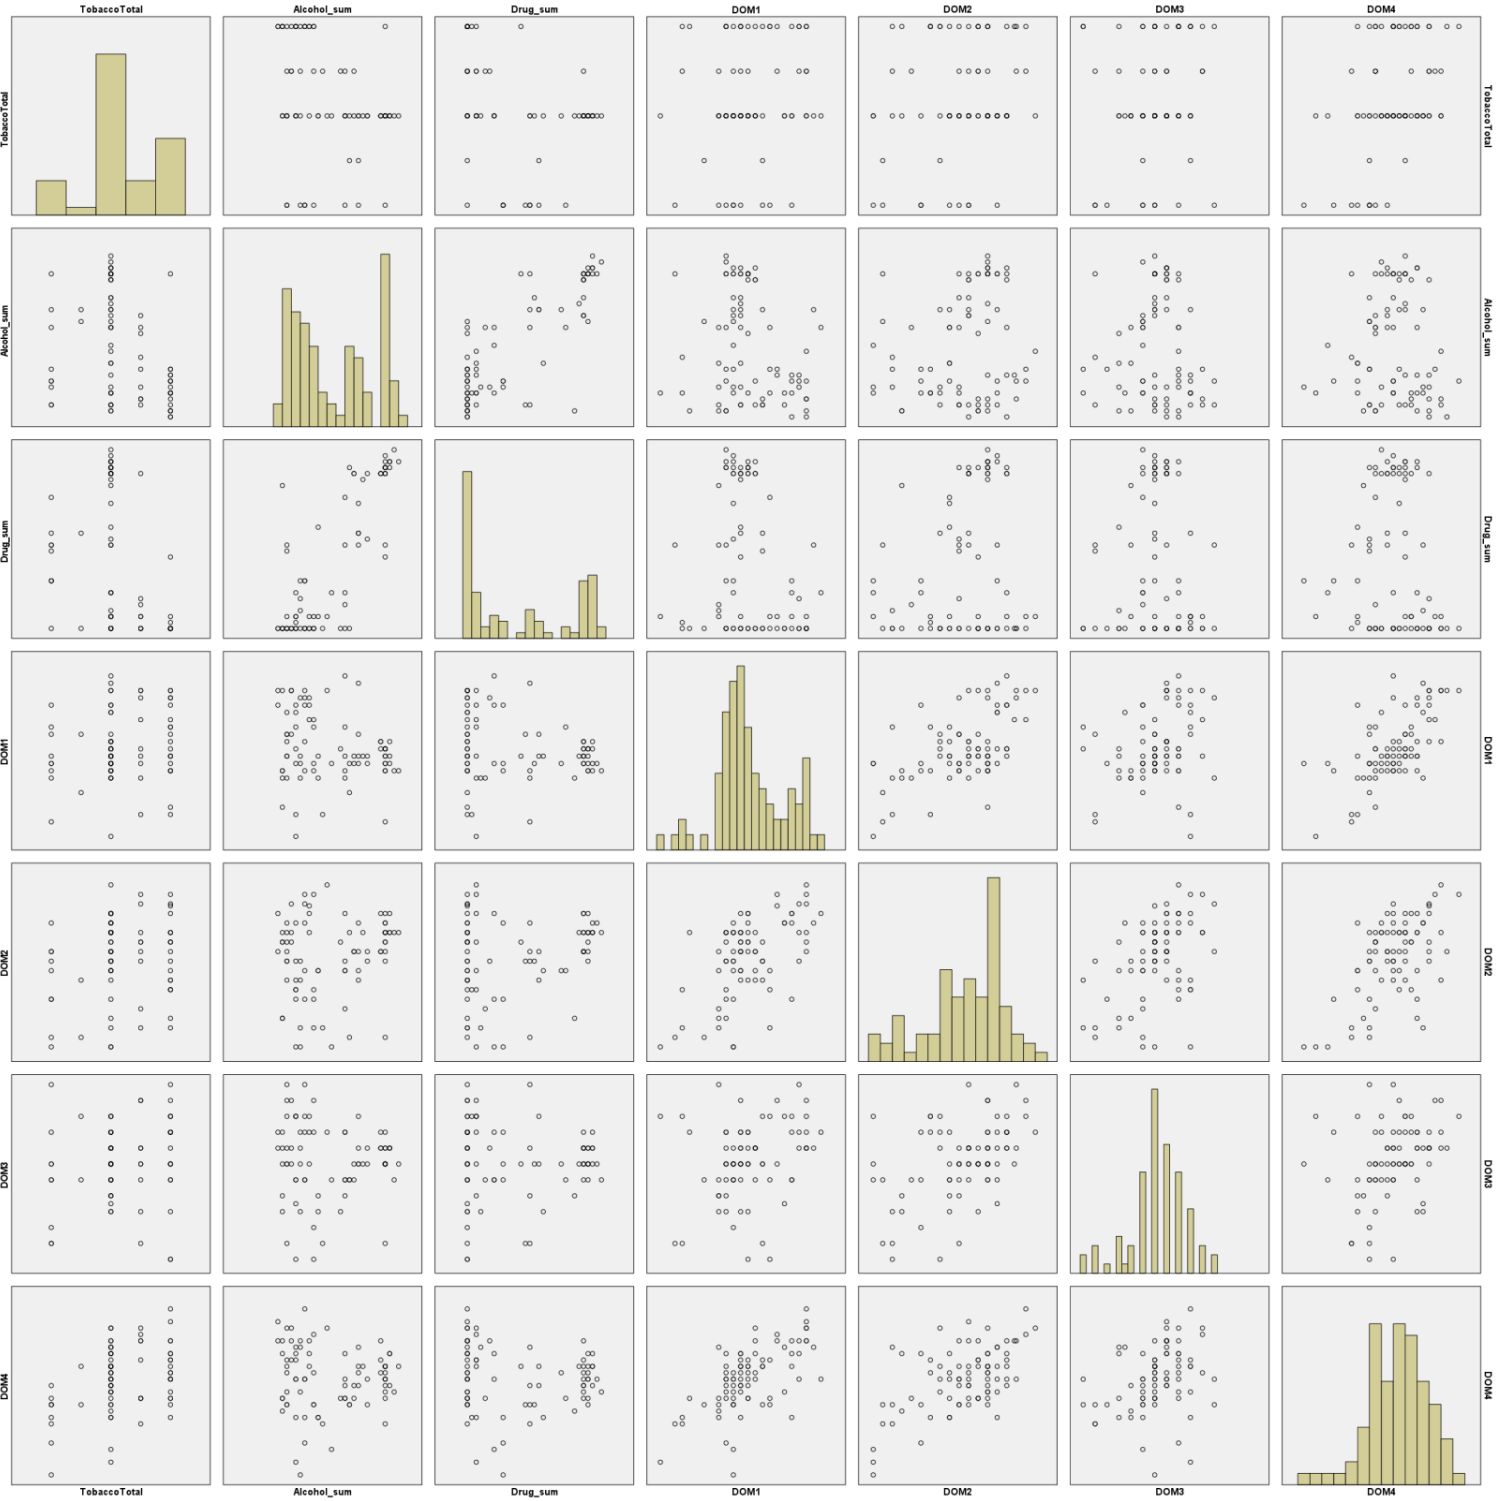 TobaccoTotal Alcohol_sum Drug_sum DOM1 DOM2 DOM3 DOM4
TobaccoTotal TobaccoTotal
Alcohol_sum Alcohol_sum
Drug_sum Drug_sum
DOM1 DOM1
DOM2 DOM2
DOM3 DOM3
DOM4 DOM4
TobaccoTotal Alcohol_sum Drug_sum DOM1 DOM2 DOM3 DOM4